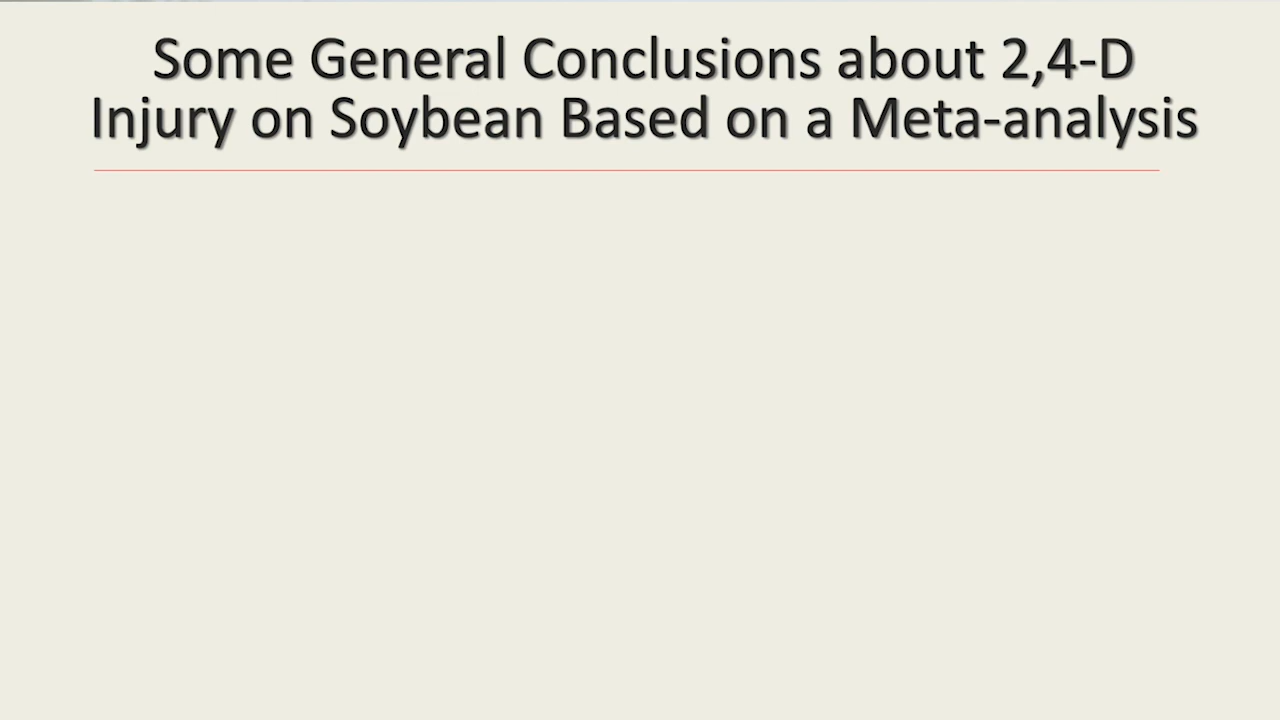 Some General Conclusions about 2,4-D
Injury on Soybean Based on a Meta-analysis